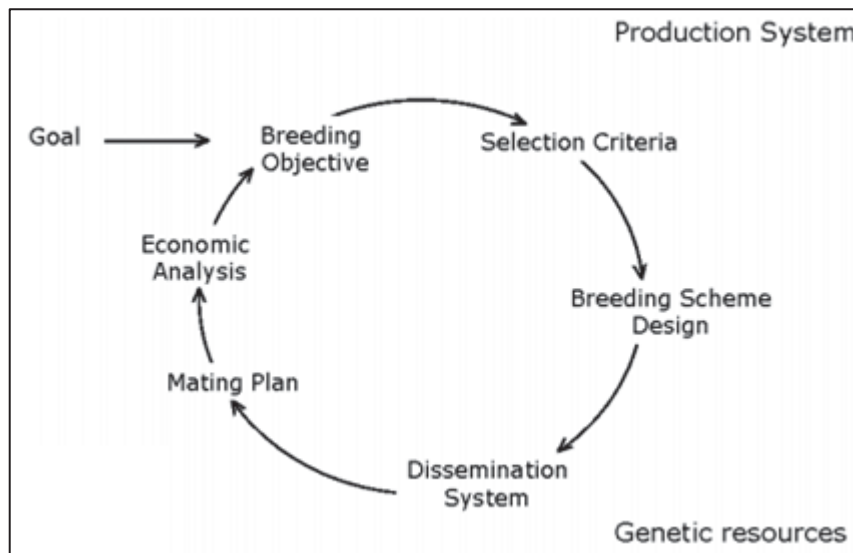 Production System
Goal
Breeding
Objective
Selection Criteria
Economic
Analysis
Breeding Scheme
Design
Mating Plan
Dissemination
System
Genetic resources